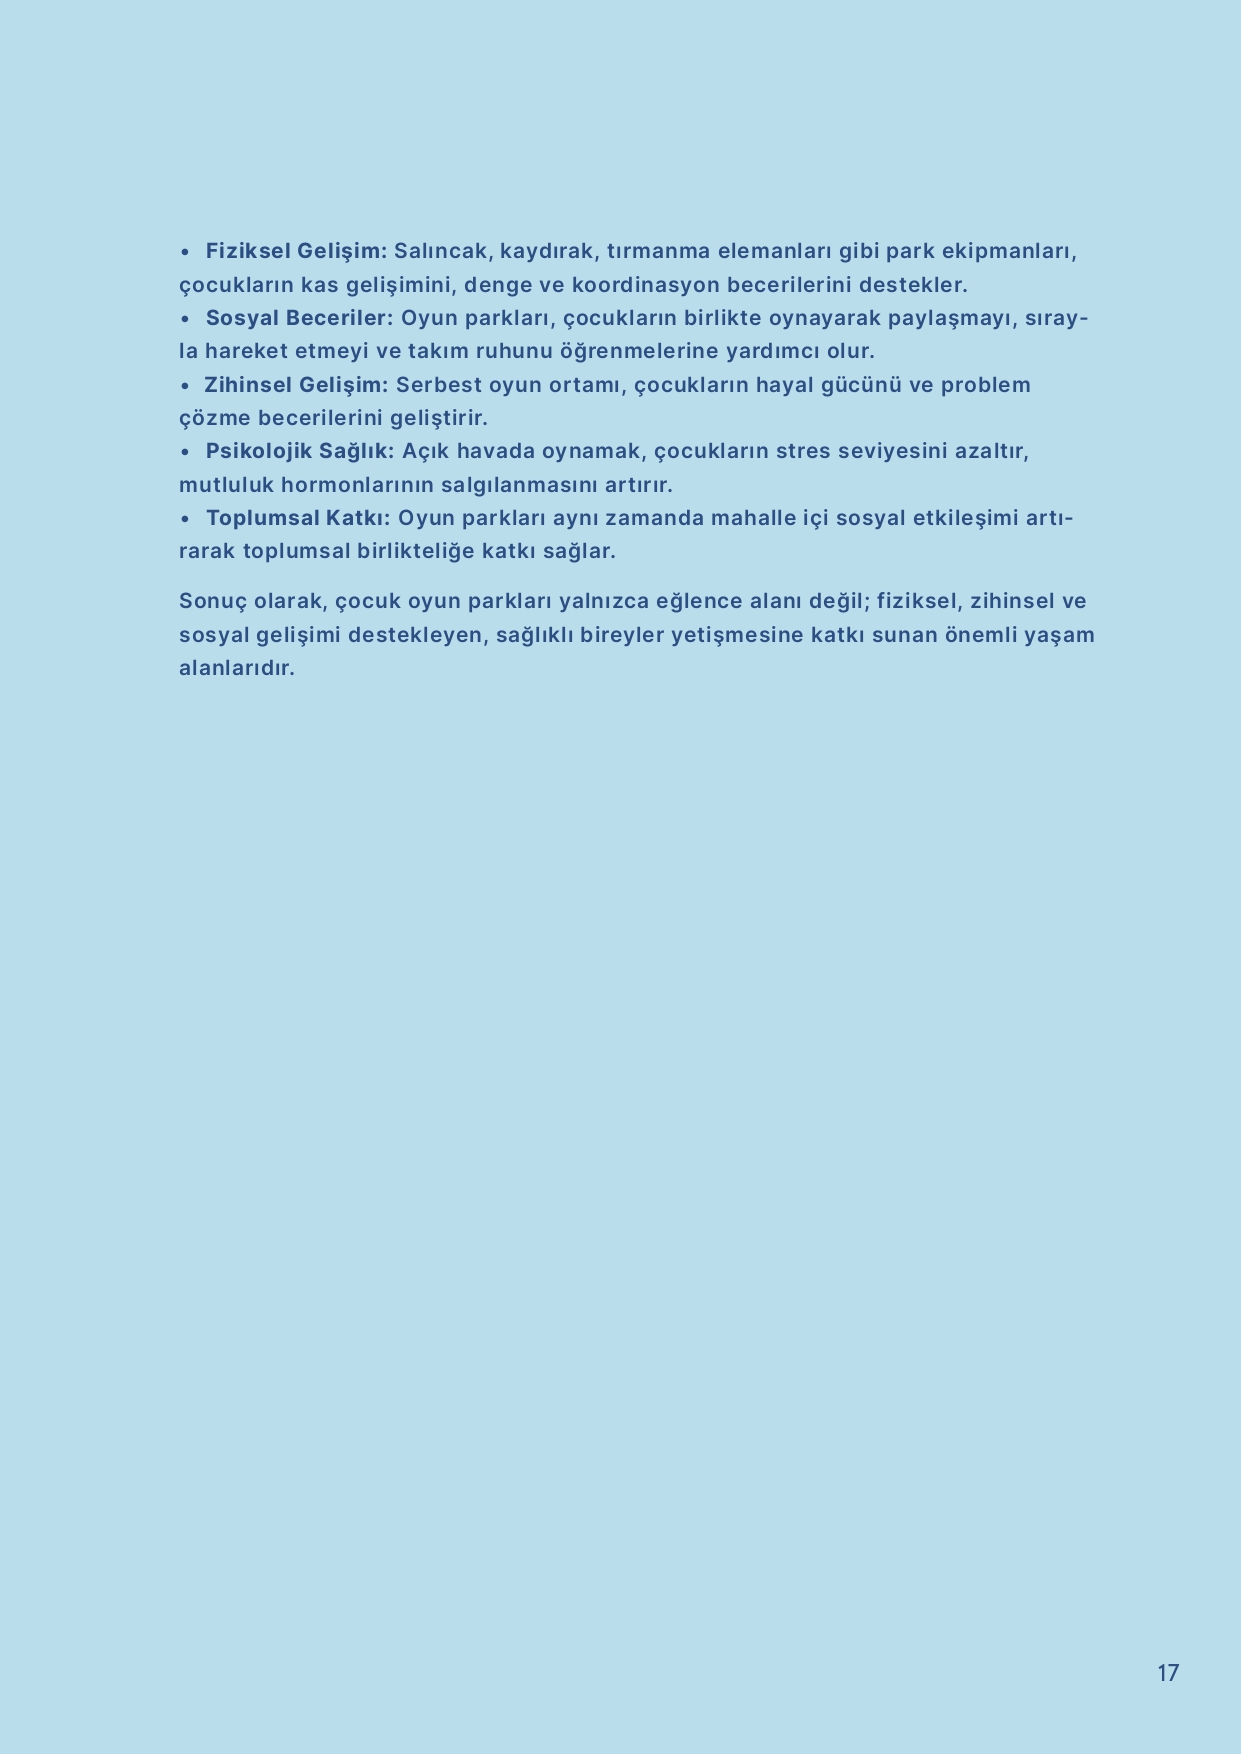 • Fiziksel Gelişim: Salıncak, kaydırak, tırmanma elemanları gibi park ekipmanları,
çocukların kas gelişimini, denge ve koordinasyon becerilerini destekler.
• Sosyal Beceriler: Oyun parkları, çocukların birlikte oynayarak paylaşmayı, sıray-
la hareket etmeyi ve takım ruhunu öğrenmelerine yardımcı olur.
• Zihinsel Gelişim: Serbest oyun ortamı, çocukların hayal gücünü ve problem
çözme becerilerini geliştirir.
• Psikolojik Sağlık: Açık havada oynamak, çocukların stres seviyesini azaltır,
mutluluk hormonlarının salgılanmasını artırır.
• Toplumsal Katkı: Oyun parkları aynı zamanda mahalle içi sosyal etkileşimi artı-
rarak toplumsal birlikteliğe katkı sağlar.
Sonuç olarak, çocuk oyun parkları yalnızca eğlence alanı değil; fiziksel, zihinsel ve
sosyal gelişimi destekleyen, sağlıklı bireyler yetişmesine katkı sunan önemli yaşam
alanlarıdır.
17